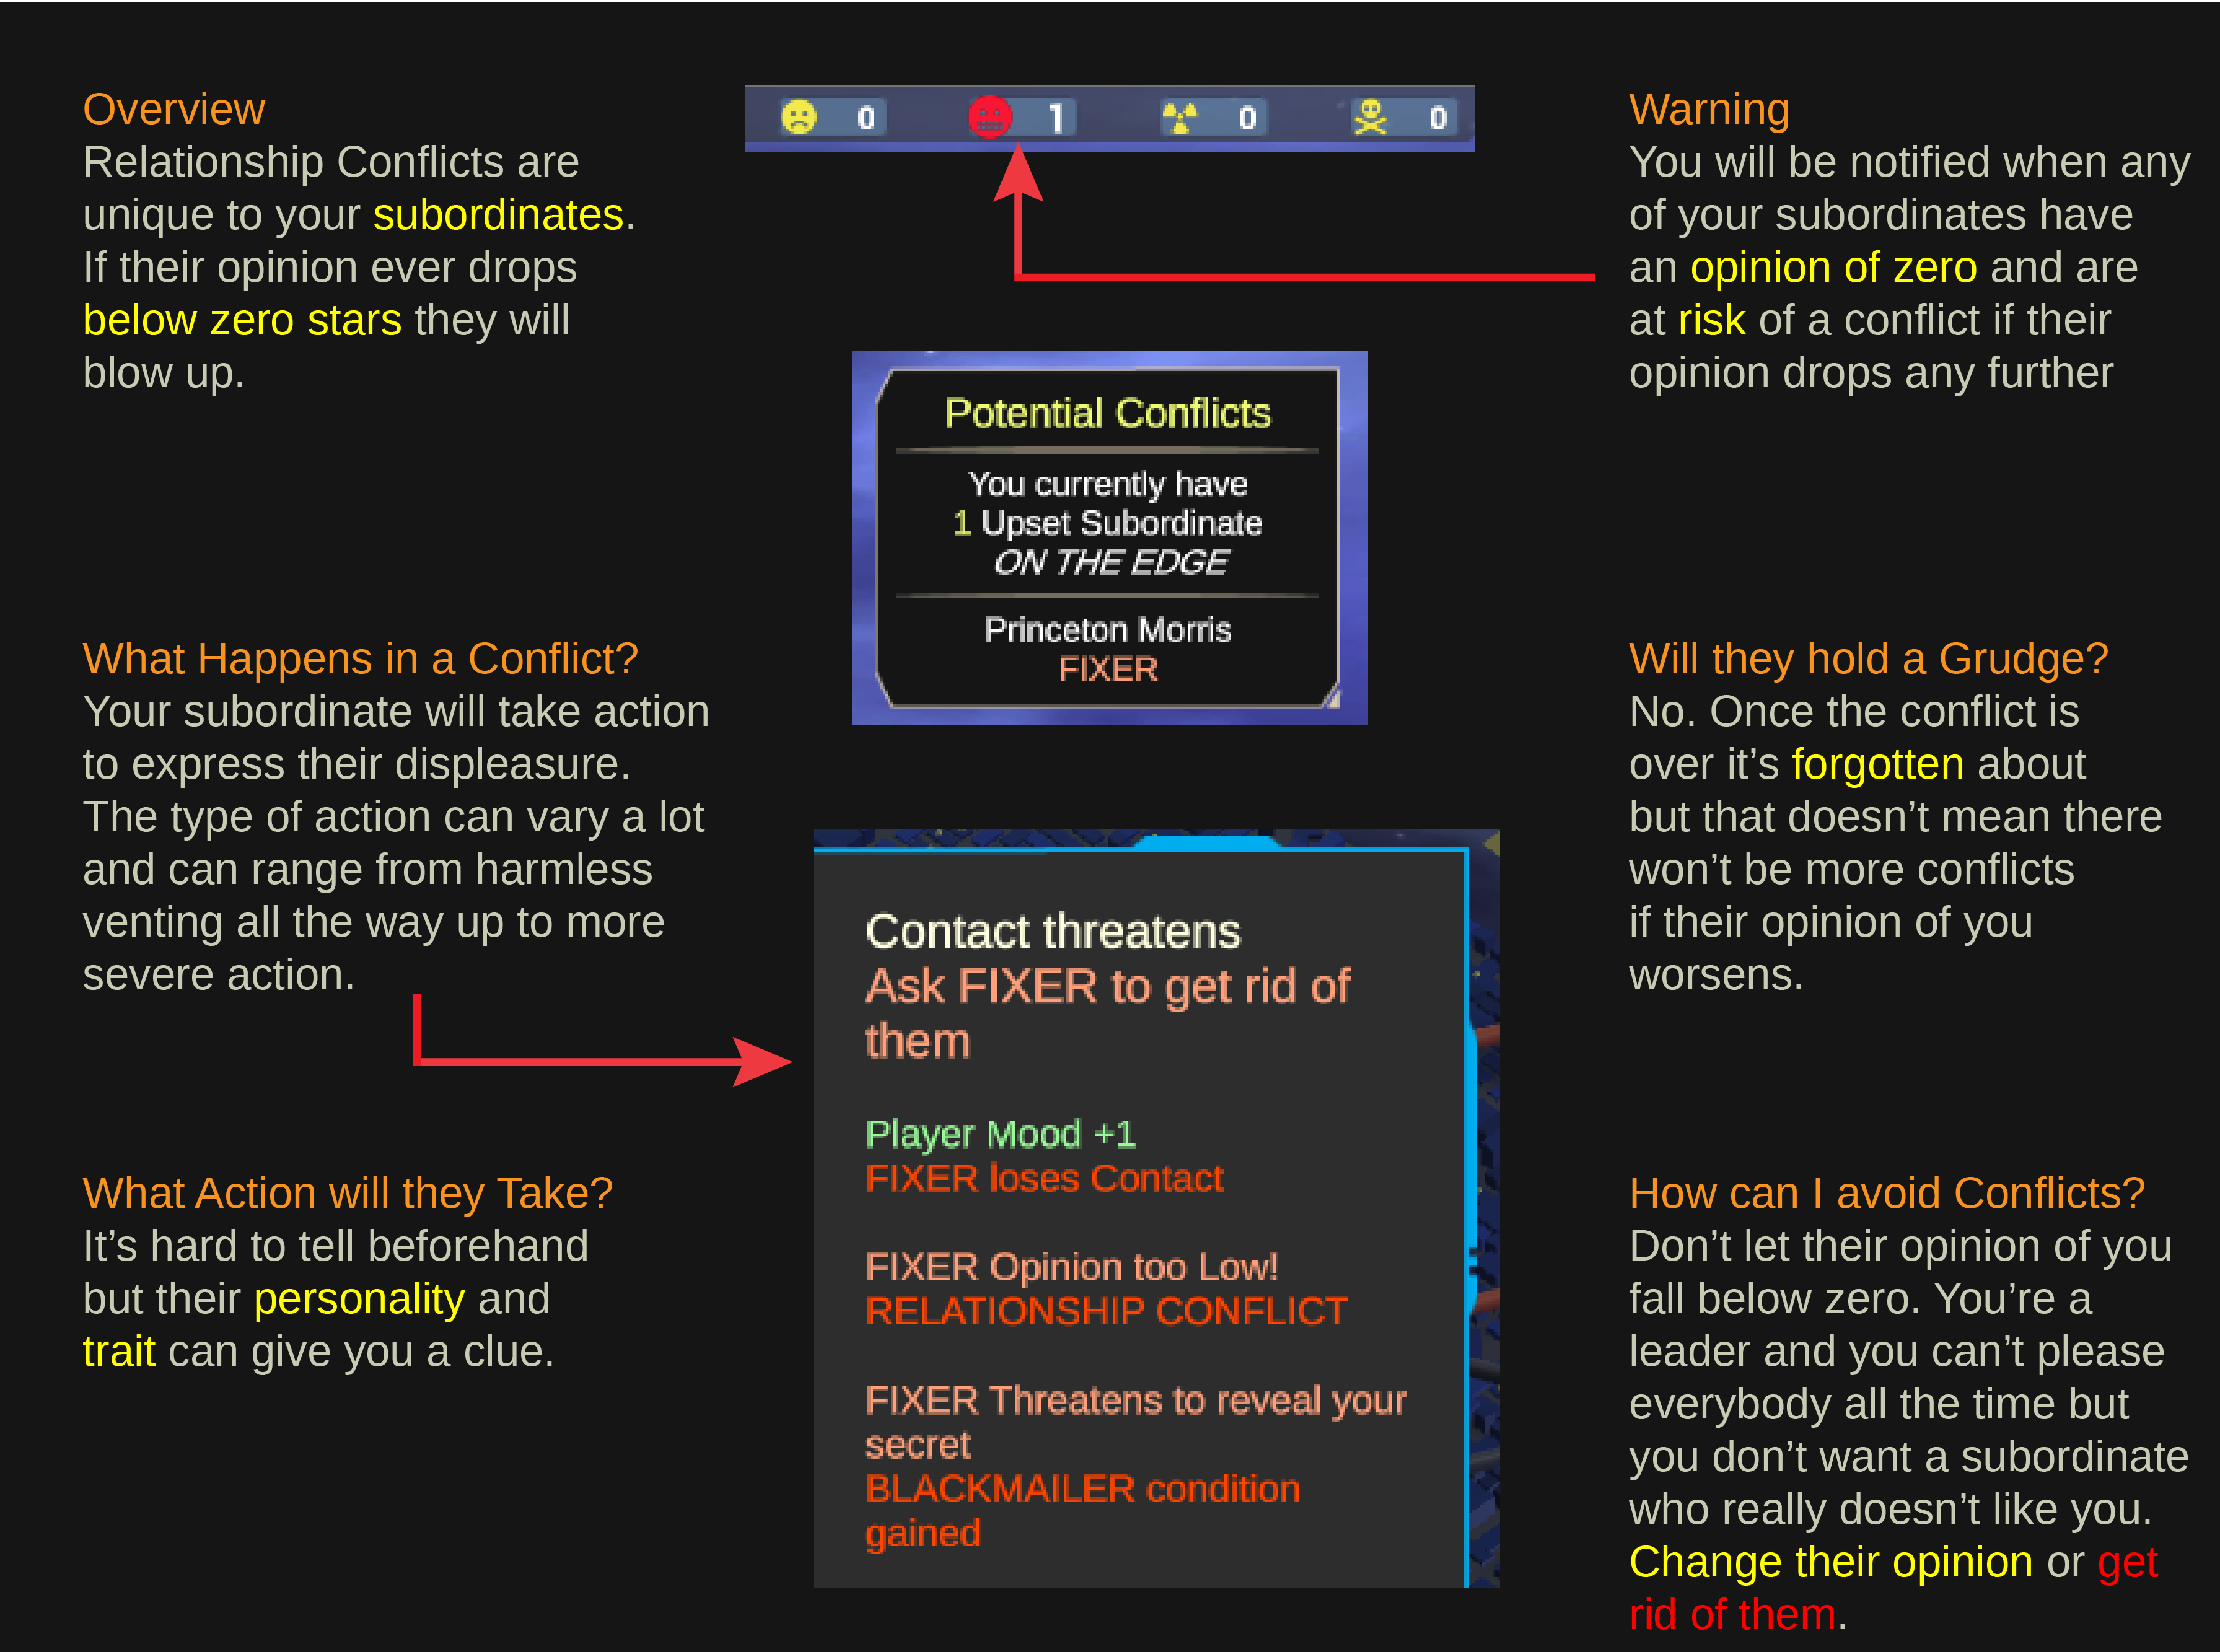 Overview
Relationship Conflicts are
unique to your subordinates.
If their opinion ever drops
below zero stars they will
blow up.
0 1 0 0
Warning
You will be notified when any
of your subordinates have
an opinion of zero and are
at risk of a conflict if their
opinion drops any further
Potential Conflicts
You currently have
1 Upset Subordinate
ON THE EDGE
Princeton Morris
FIXER
What Happens in a Conflict?
Your subordinate will take action
to express their displeasure.
The type of action can vary a lot
and can range from harmless
venting all the way up to more
severe action.
Will they hold a Grudge?
No. Once the conflict is
over it’s forgotten about
but that doesn’t mean there
won’t be more conflicts
if their opinion of you
worsens.
Contact threatens
Ask FIXER to get rid of
them
Player Mood +1
FIXER loses Contact
FIXER Opinion too Low!
RELATIONSHIP CONFLICT
FIXER Threatens to reveal your
secret
BLACKMAILER condition
gained
What Action will they Take?
It’s hard to tell beforehand
but their personality and
trait can give you a clue.
How can I avoid Conflicts?
Don’t let their opinion of you
fall below zero. You’re a
leader and you can’t please
everybody all the time but
you don’t want a subordinate
who really doesn’t like you.
Change their opinion or get
rid of them.